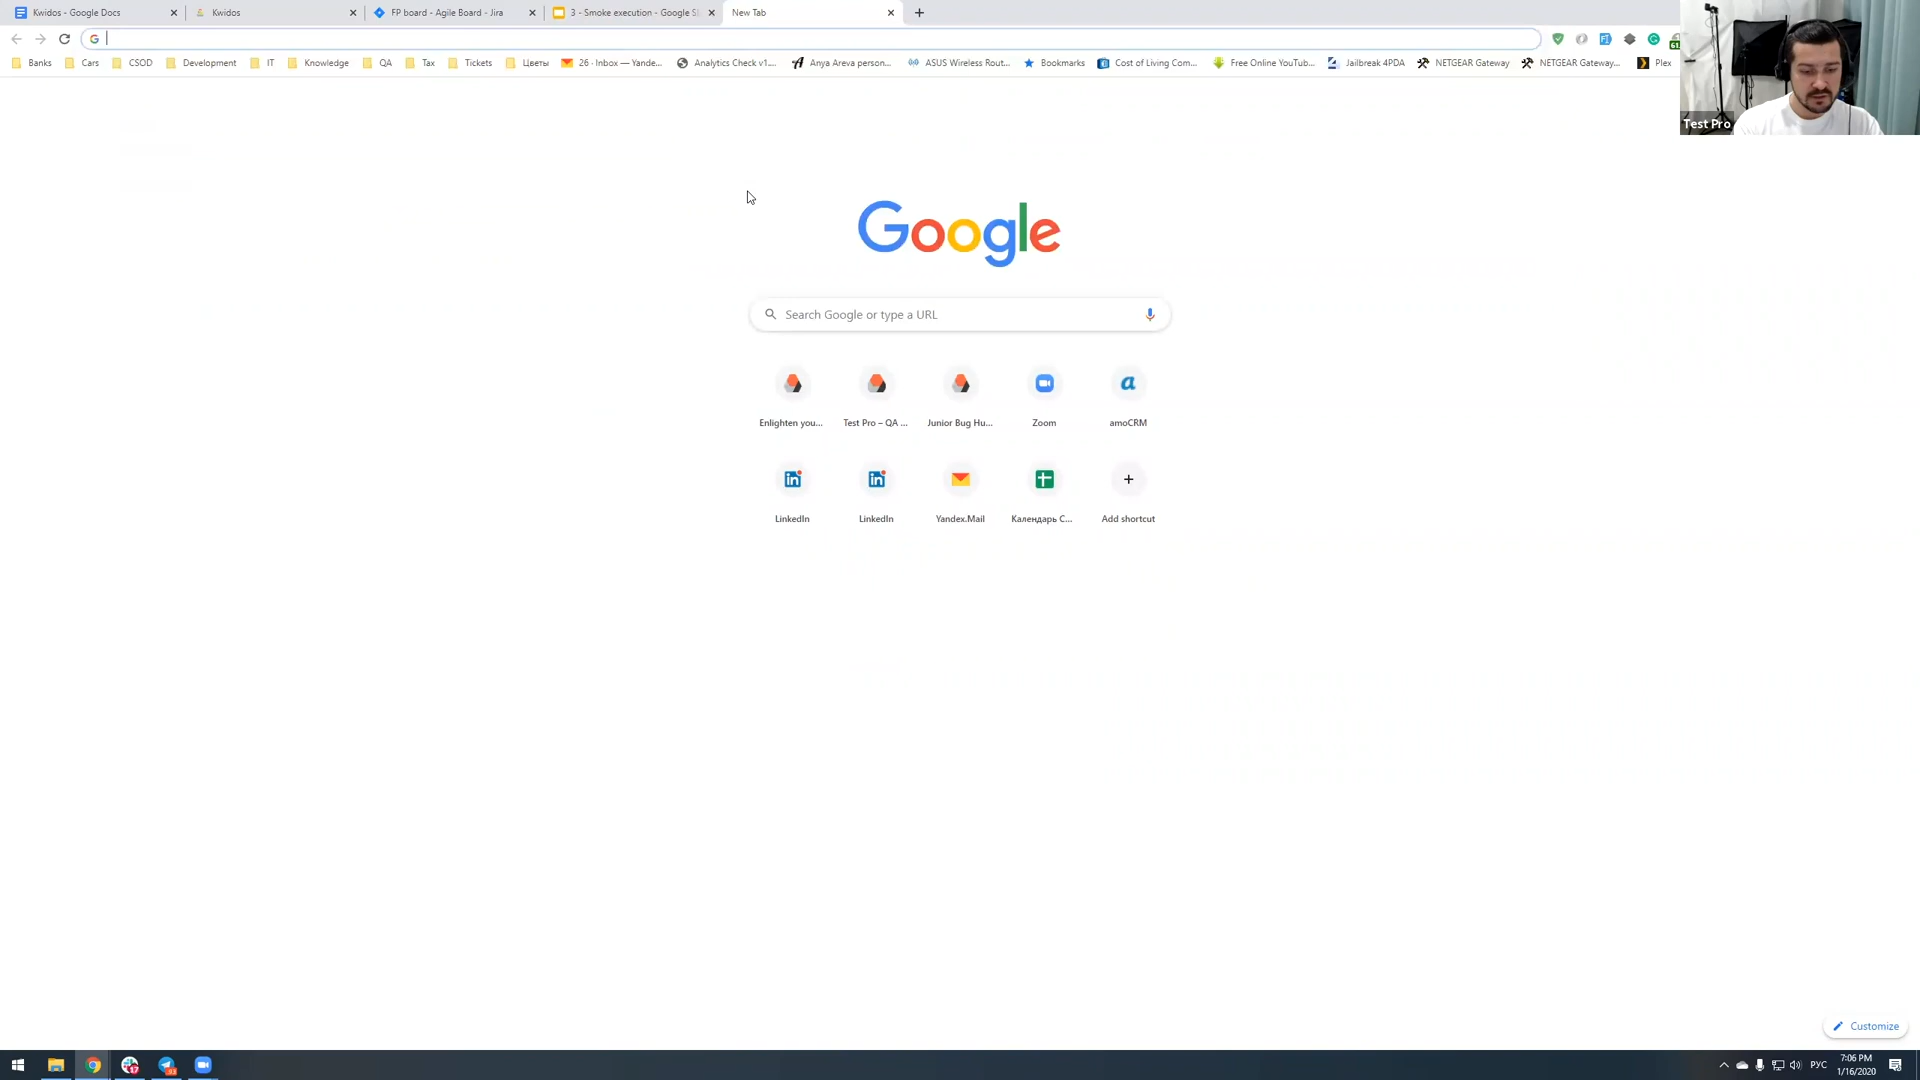 Kwidos - Google Docs
Kwidos
FP board - Agile Board - Jira
3 - Smoke execution - Google S
New Tab
Banks
Cars
CSOD
Development
IT
Knowledge
QA
Tax
Tickets
Цветы
26 · Inbox — Yande...
Analytics Check v1....
Anya Areva person...
ASUS Wireless Rout...
Bookmarks
Cost of Living Com...
Free Online YouTub...
Jailbreak 4PDA
NETGEAR Gateway
NETGEAR Gateway...
Plex
Test Pro
Google
Search Google or type a URL
Enlighten you...
Test Pro – QA ...
Junior Bug Hu...
Zoom
amoCRM
LinkedIn
LinkedIn
Yandex.Mail
Календарь С...
Add shortcut
Customize
РУС
7:06 PM
1/16/2020